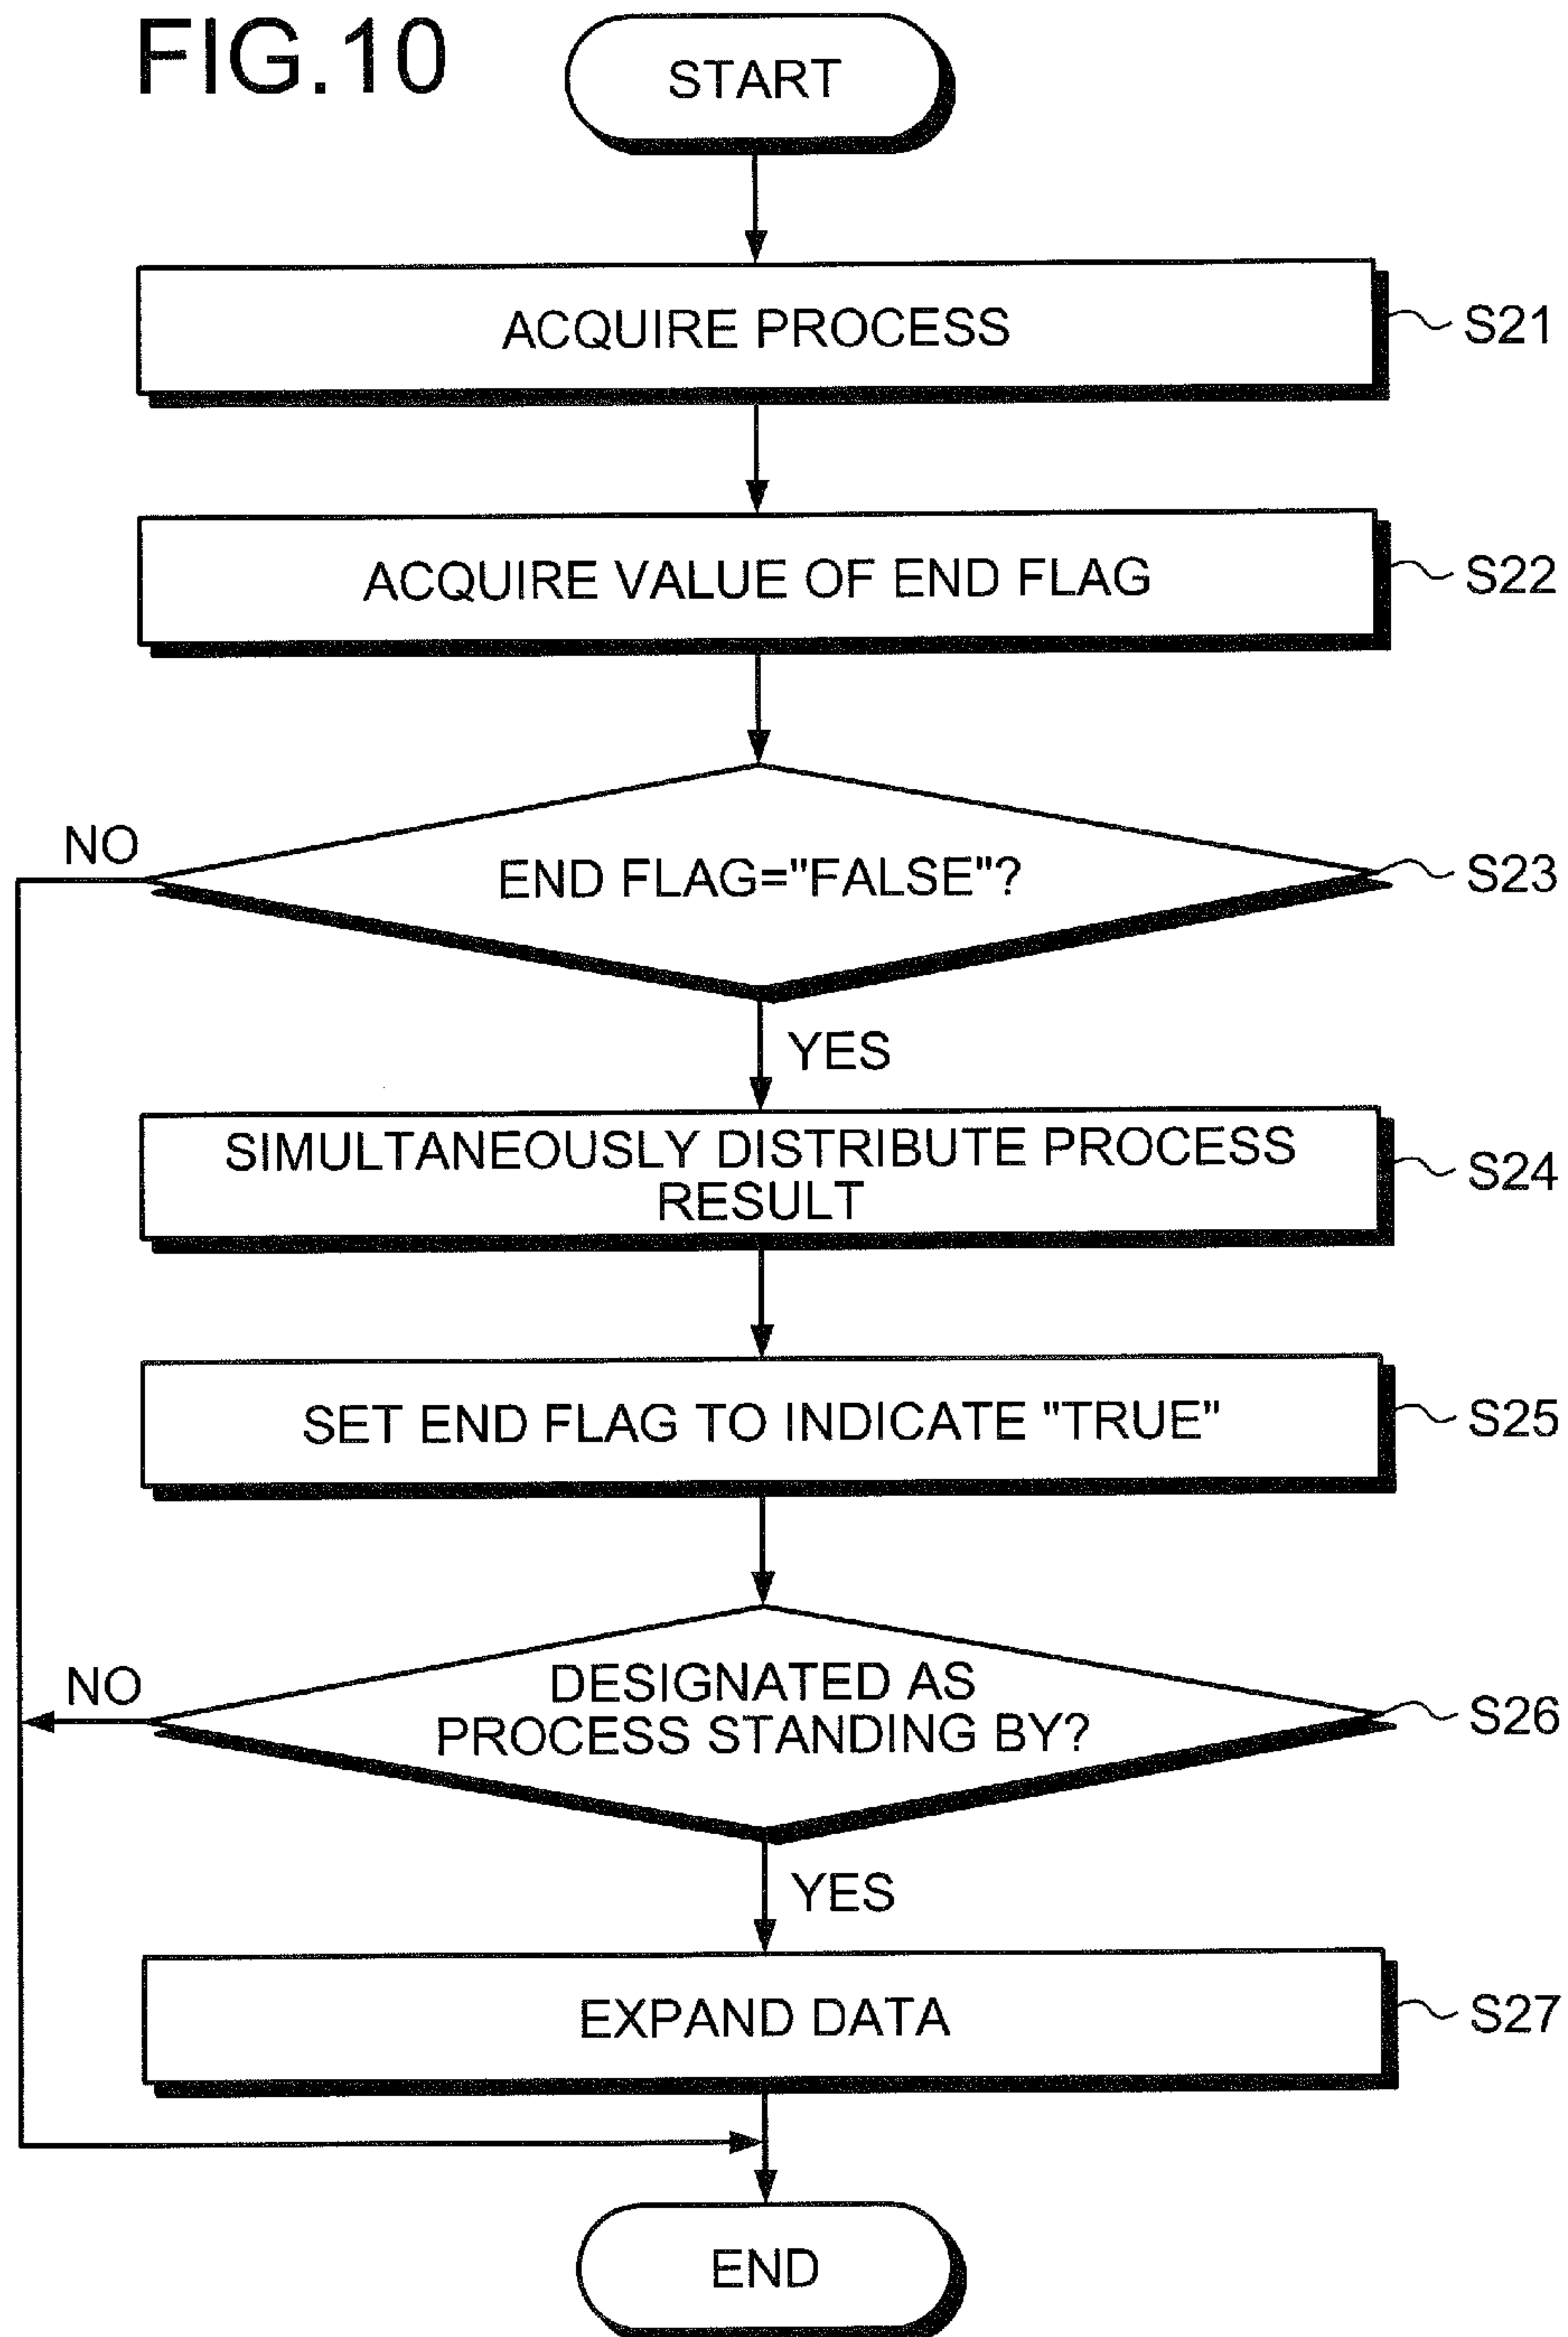 FIG.10
START
ACQUIRE PROCESS
S21
ACQUIRE VALUE OF END FLAG
S22
NO
END FLAG="FALSE"?
S23
YES
SIMULTANEOUSLY DISTRIBUTE PROCESS
RESULT
S24
SET END FLAG TO INDICATE "TRUE"
S25
NO
DESIGNATED AS
PROCESS STANDING BY?
S26
YES
EXPAND DATA
S27
END